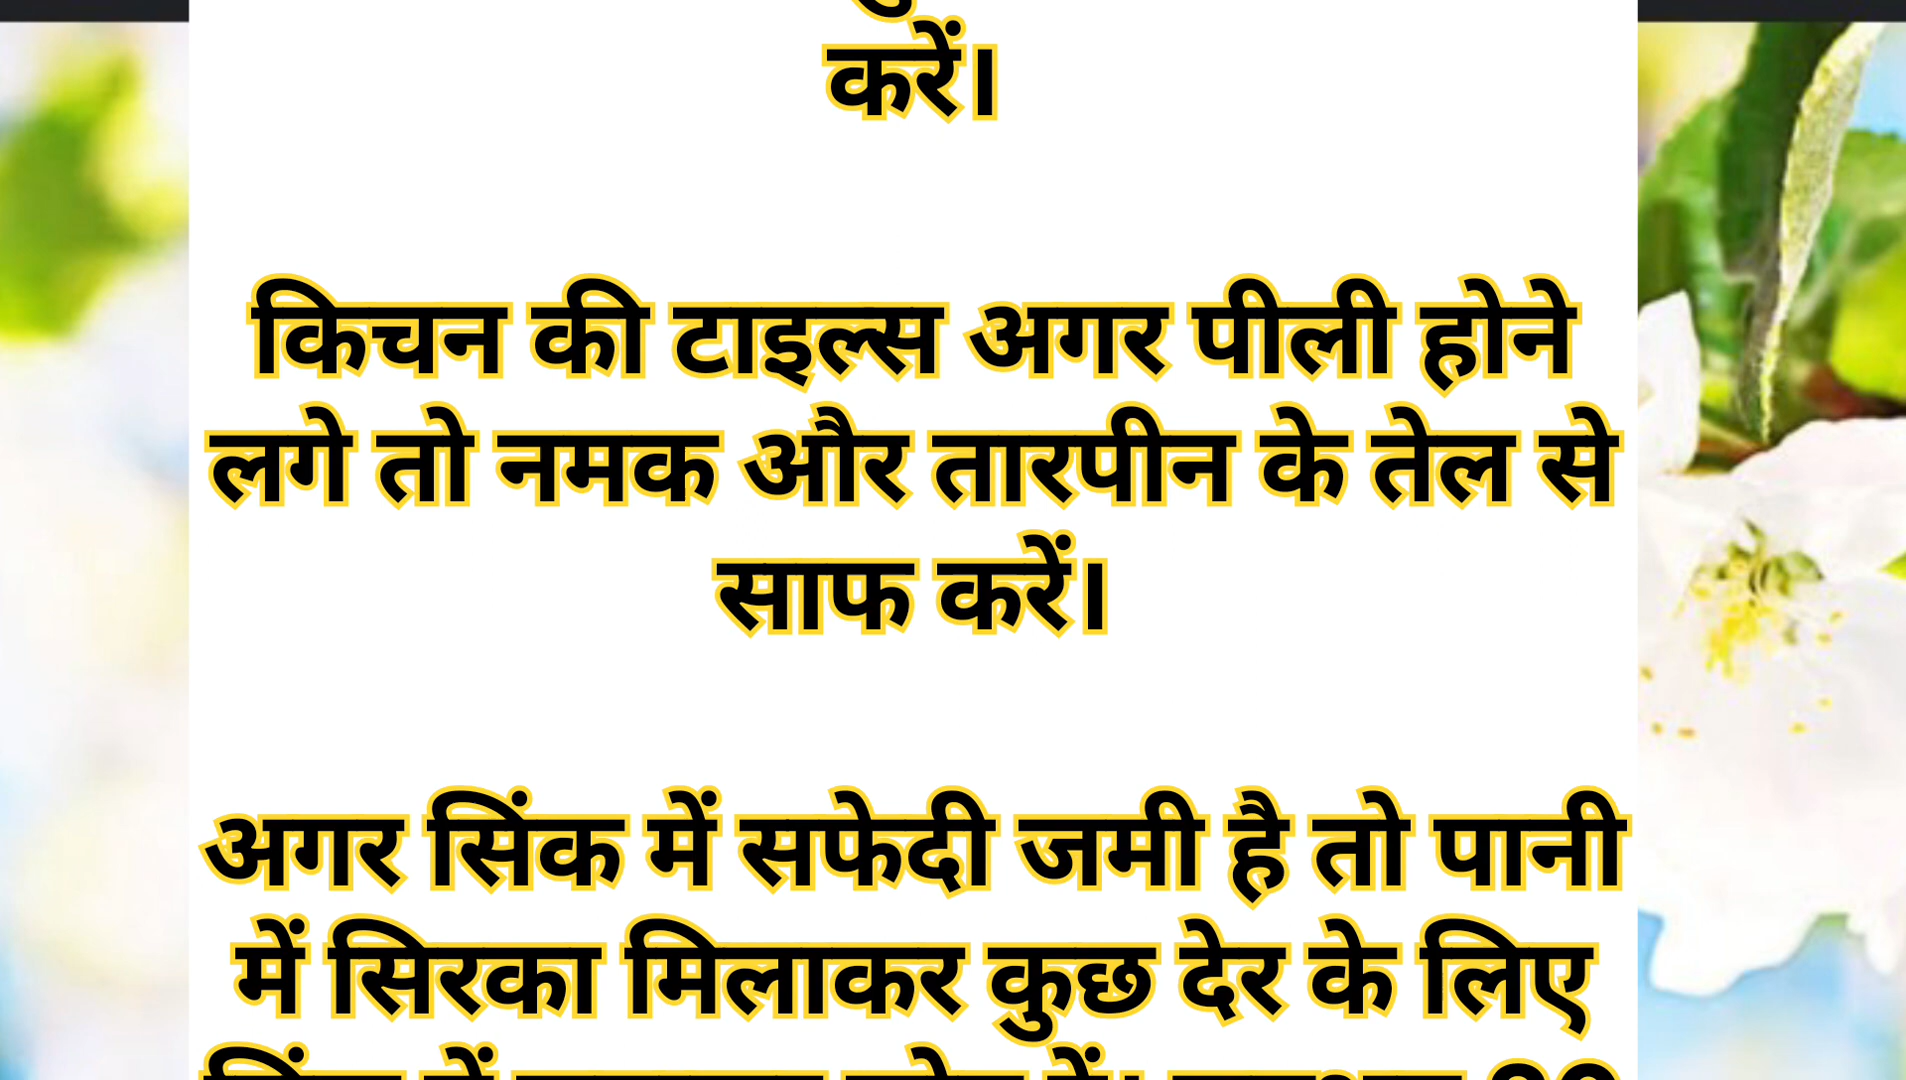 करें।
किचन की टाइल्स अगर पीली होने
लगे तो नमक और तारपीन के तेल से
साफ करें।
अगर सिंक में सफेदी जमी है तो पानी
में सिरका मिलाकर कुछ देर के लिए